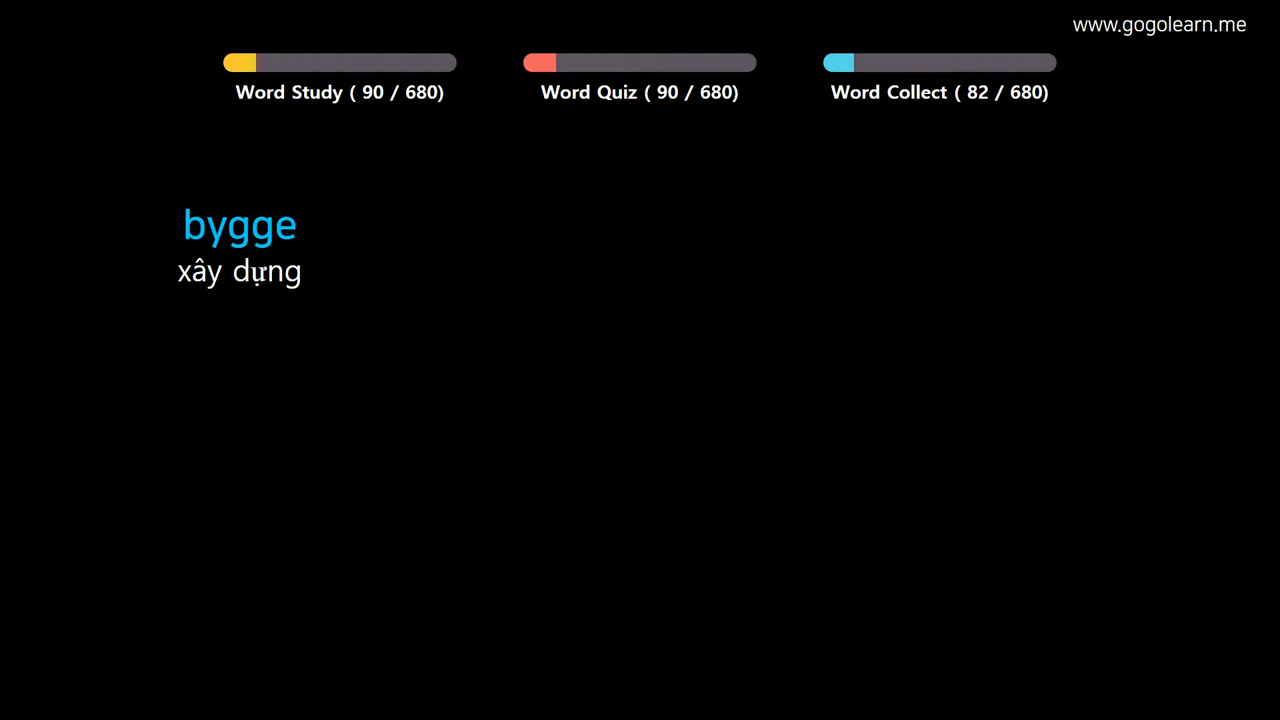 www.gogolearn.me
Word Study ( 90 / 680)
Word Quiz ( 90 / 680)
Word Collect ( 82 / 680)
bygge
xây dựng